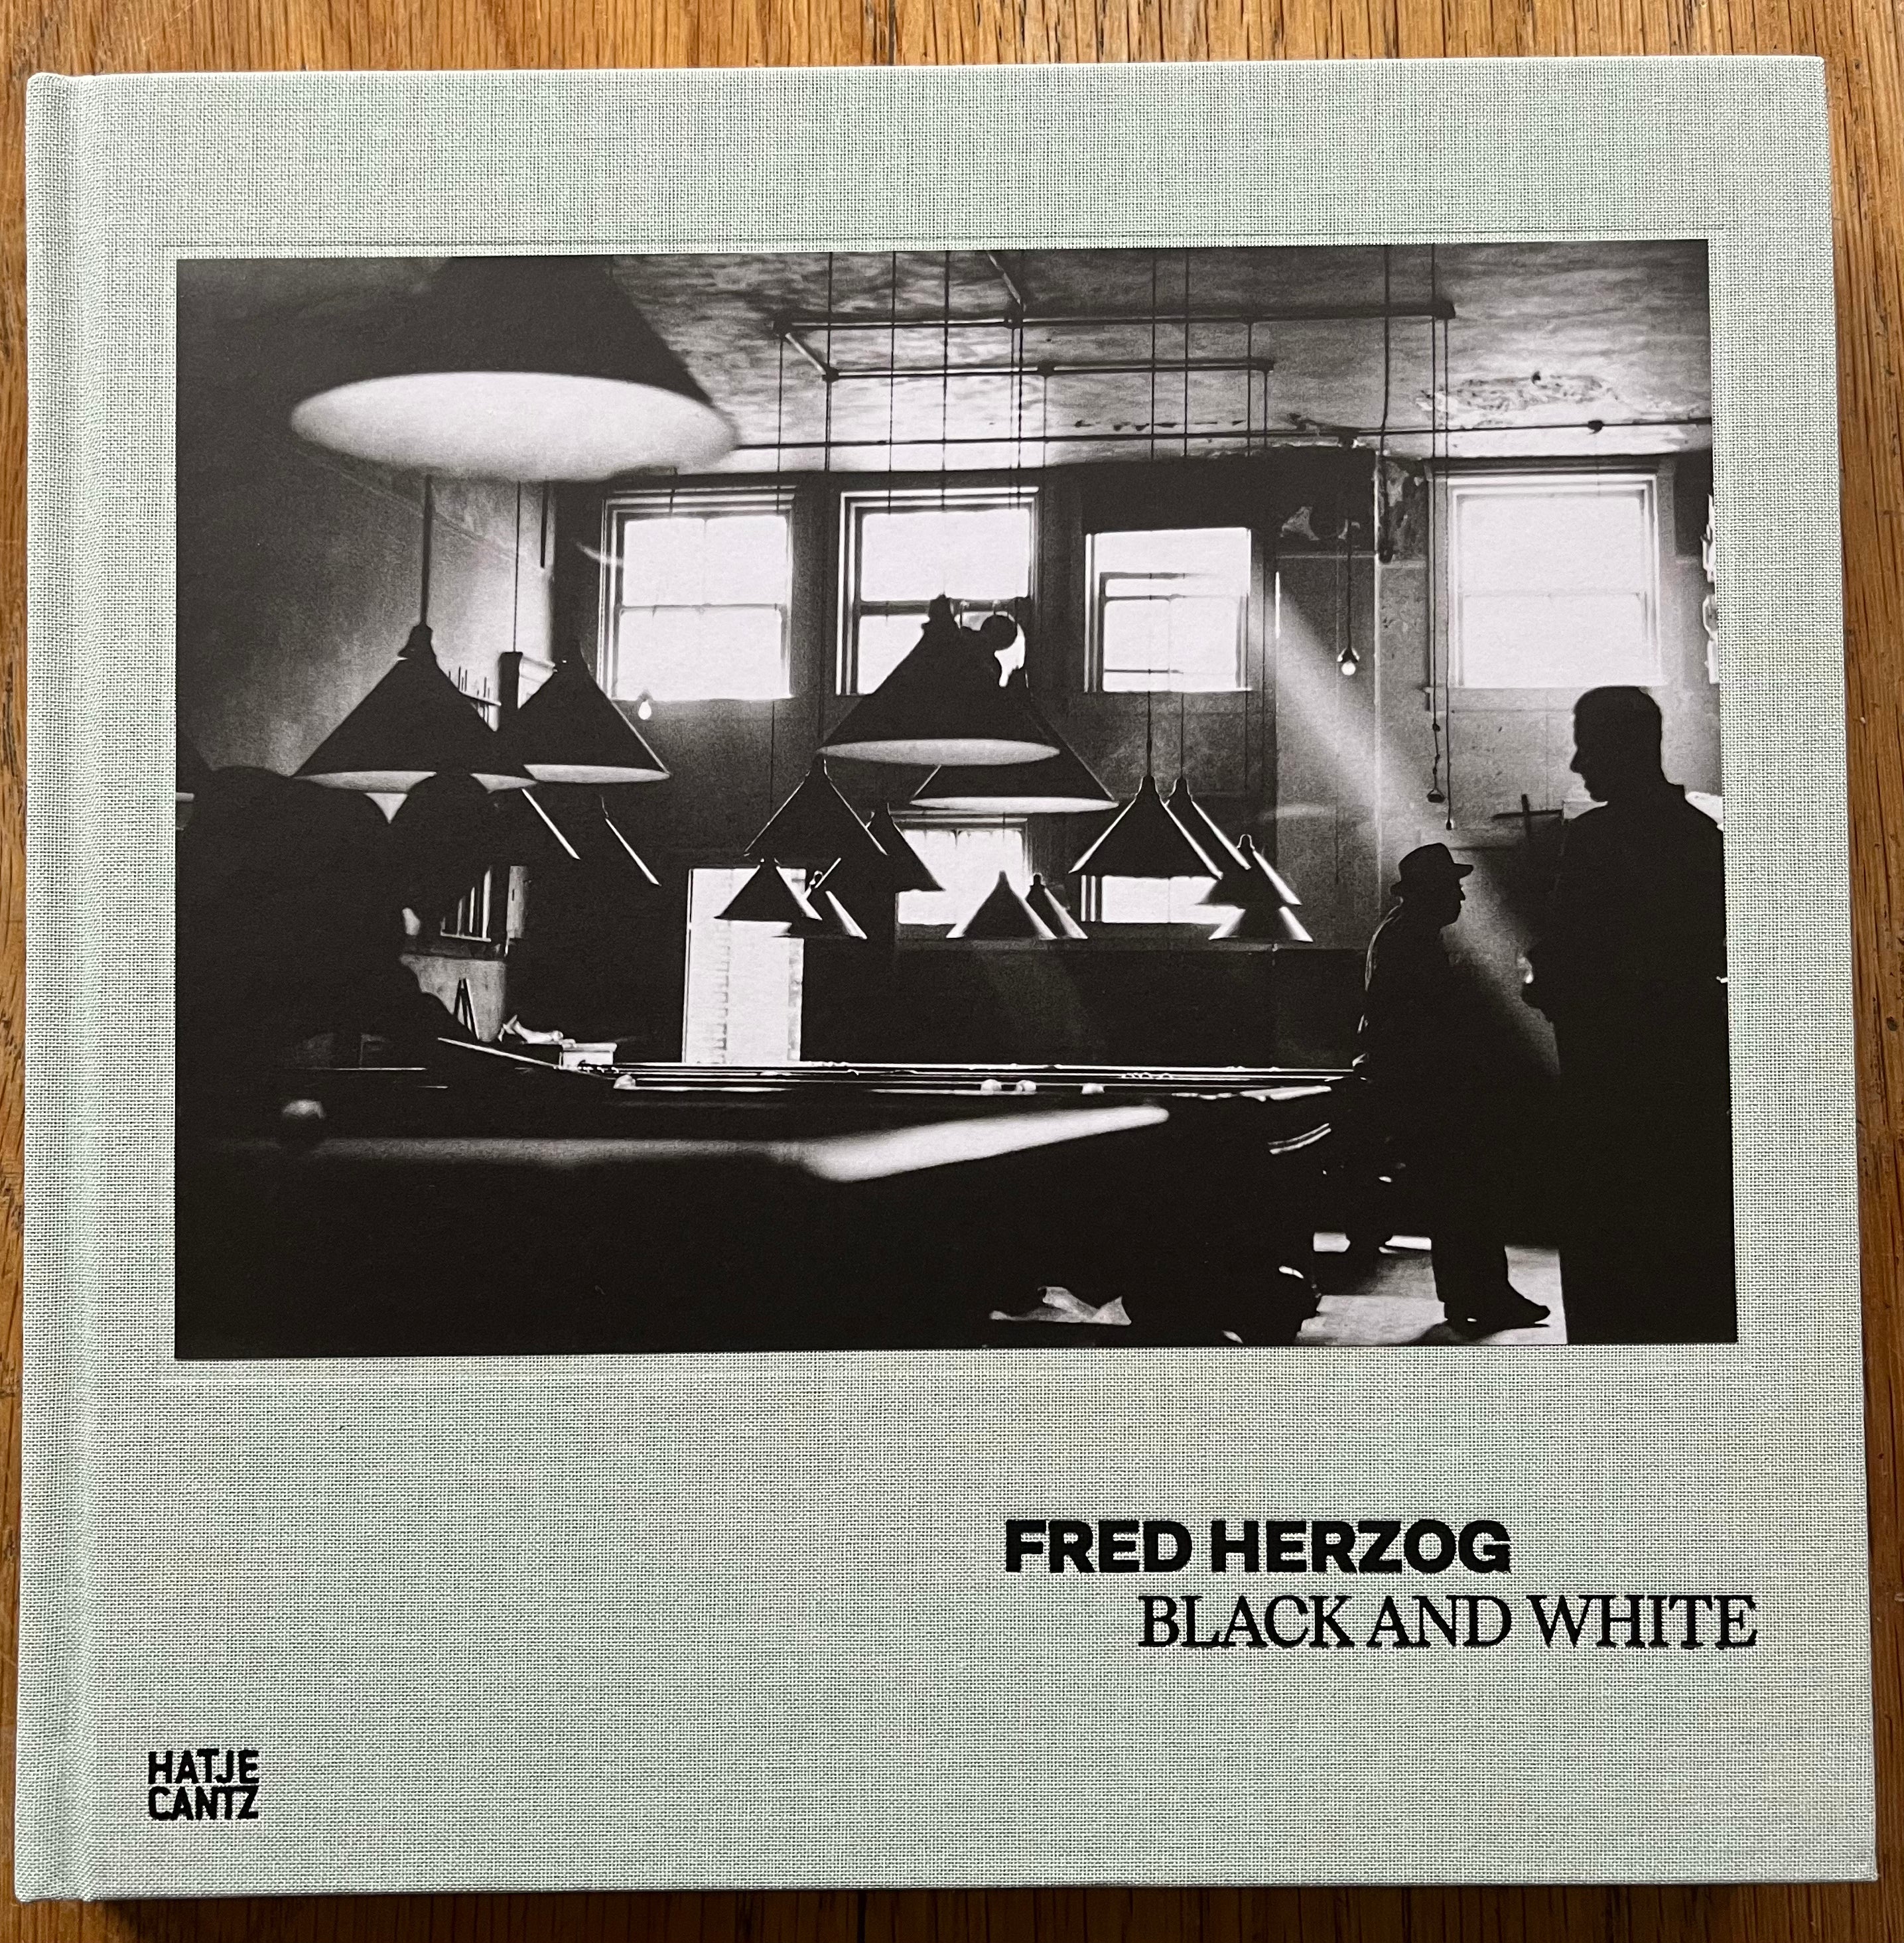 FRED HERZOG
BLACK AND WHITE
HATJE
CANTZ